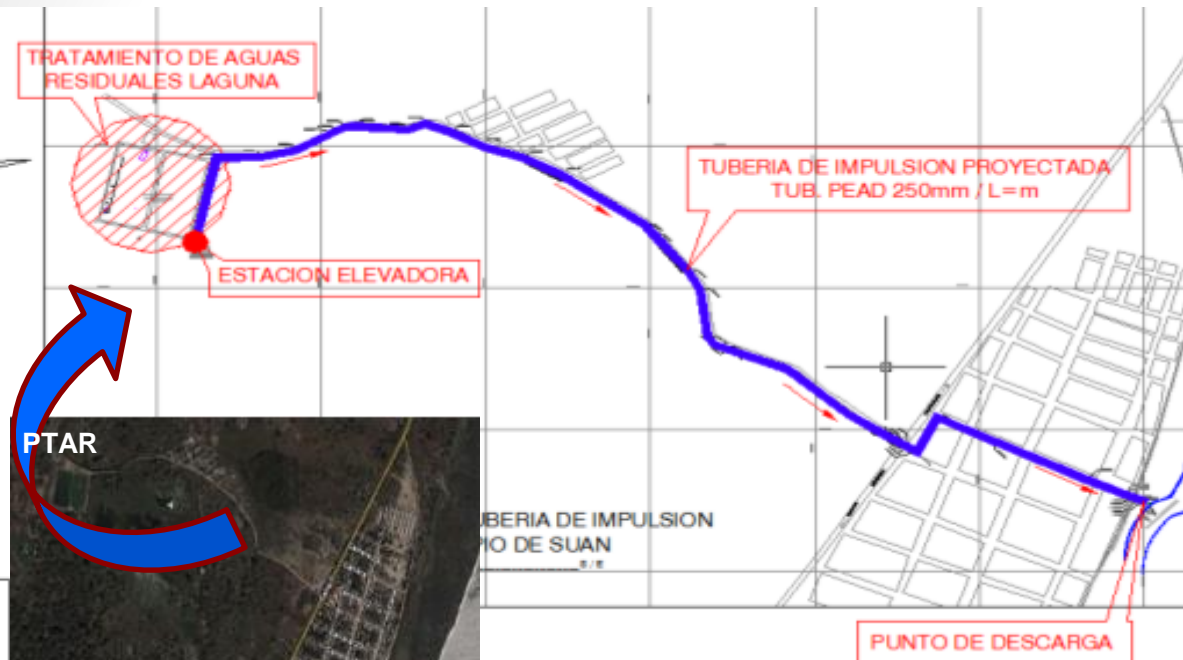 TRATAMIENTO DE AGUAS
RESIDUALES LAGUNA
TUBERIA DE IMPULSION PROYECTADA
TUB. PEAD 250mm / L=m
ESTACION ELEVADORA
PTAR
UBERIA DE IMPULSION
PIO DE SUAN
PUNTO DE DESCARGA